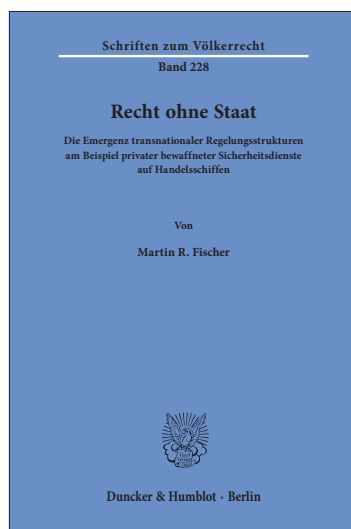 Schriften zum Völkerrecht
Band 228
Recht ohne Staat
Die Emergenz transnationaler Regelungsstrukturen
am Beispiel privater bewaffneter Sicherheitsdienste
auf Handelsschiffen
Von
Martin R. Fischer
Duncker & Humblot · Berlin